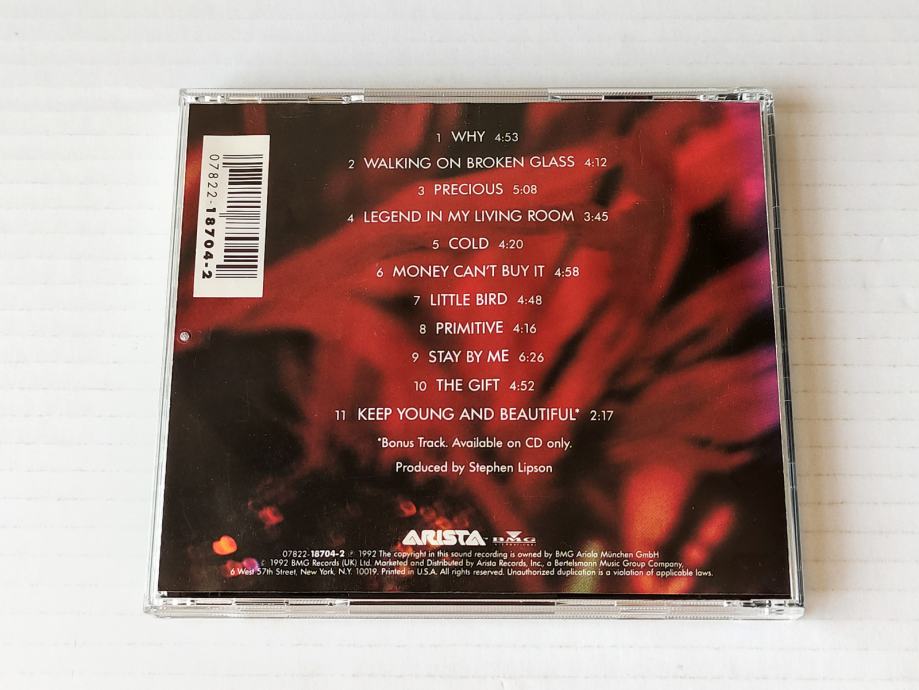 07822-18704-2
1 WHY 4:53
2 WALKING ON BROKEN GLASS 4:12
3 PRECIOUS 5:08
4 LEGEND IN MY LIVING ROOM 3:45
5 COLD 4:20
6 MONEY CAN'T BUY IT 4:58
7 LITTLE BIRD 4:48
8 PRIMITIVE 4:16
9 STAY BY ME 6:26
10 THE GIFT 4:52
11 KEEP YOUNG AND BEAUTIFUL* 2:17
*Bonus Track. Available on CD only.
Produced by Stephen Lipson
ARISTA BMG
INTERNATIONAL
07822-18704-2 ℗ 1992 The copyright in this sound recording is owned by BMG Ariola München GmbH
© 1992 BMG Records (UK) Ltd. Marketed and Distributed by Arista Records, Inc., a Bertelsmann Music Group Company,
6 West 57th Street, New York, N.Y. 10019. Printed in U.S.A. All rights reserved. Unauthorized duplication is a violation of applicable laws.